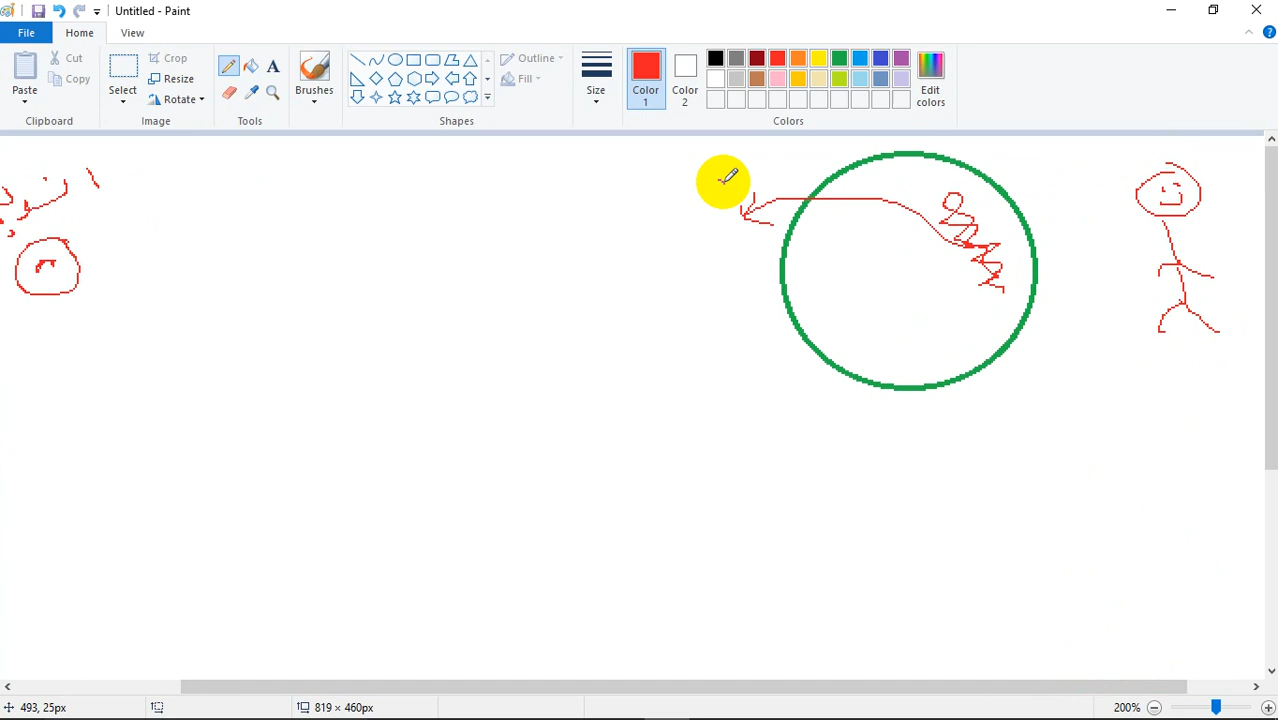 Untitled - Paint
File
Home
View
Paste
Cut
Copy
Clipboard
Select
Crop
Resize
Rotate
Image
Tools
Brushes
Shapes
Outline
Fill
Size
Color 1
Color 2
Edit colors
Colors
493, 25px
819 × 460px
200%